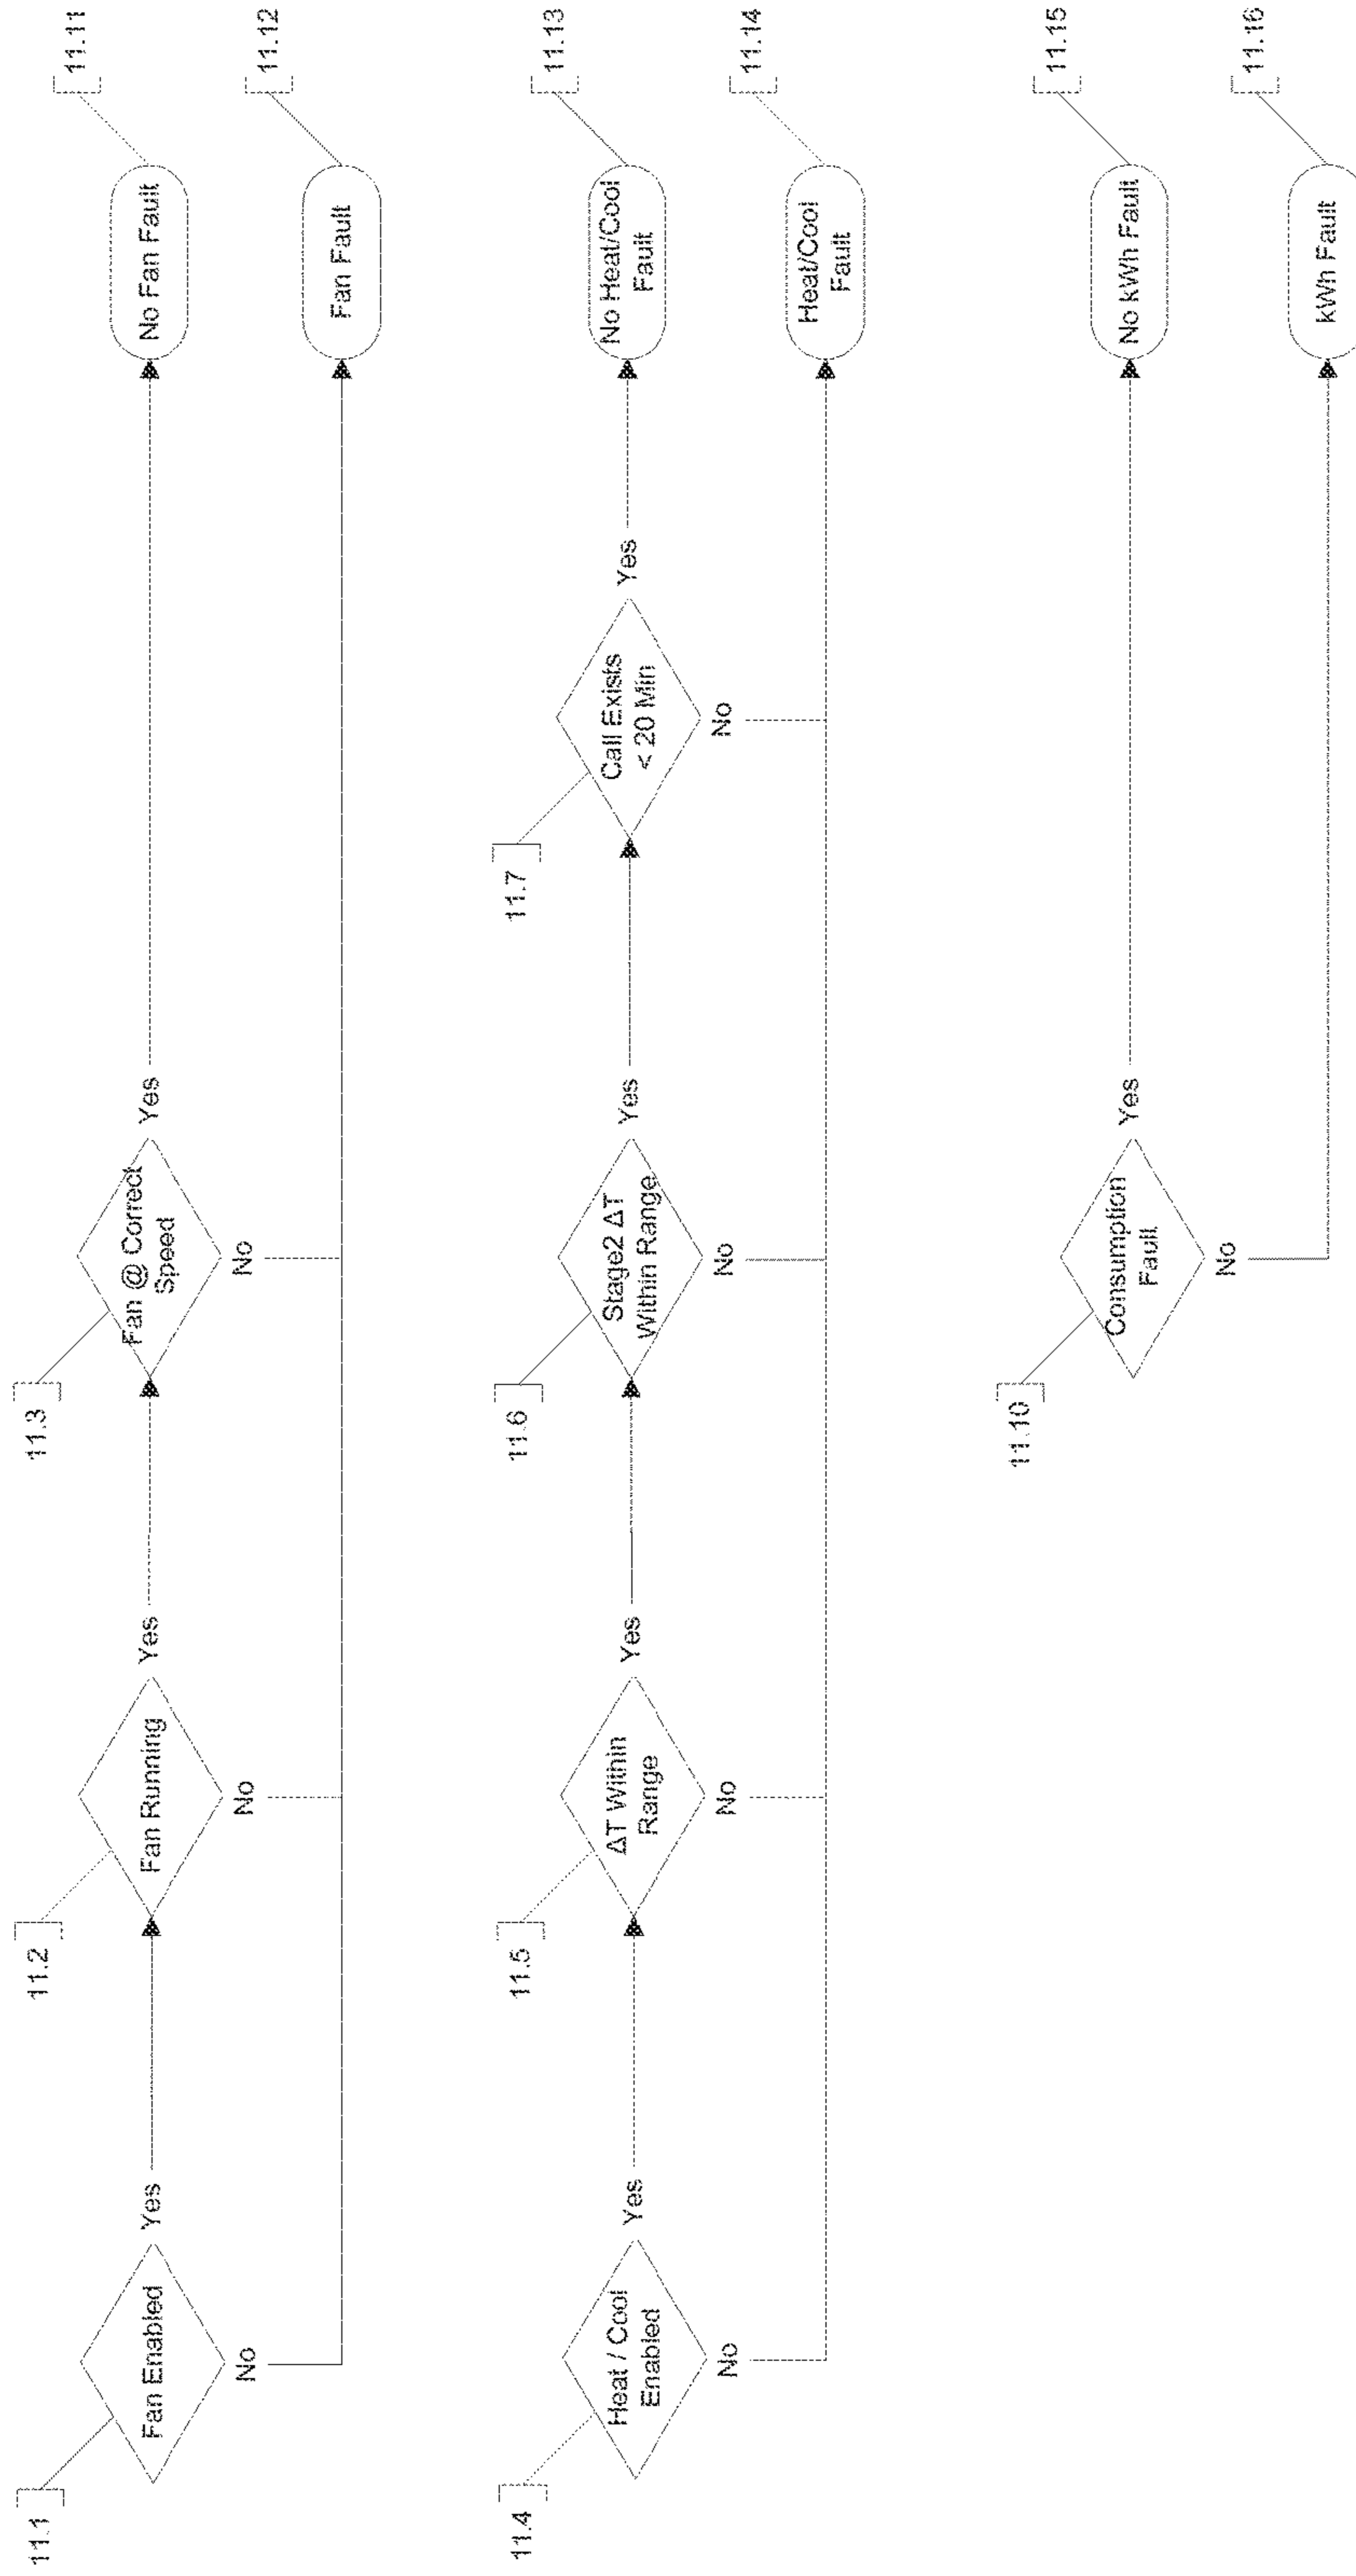 11.1
Fan Enabled
Yes
No
11.2
Fan Running
Yes
No
11.3
Fan @ Correct
Speed
Yes
No
11.11
No Fan Fault
11.12
Fan Fault
11.4
Heat / Cool
Enabled
Yes
No
11.5
ΔT Within
Range
Yes
No
11.6
Stage2 ΔT
Within Range
Yes
No
11.7
Call Exists
< 20 Min
Yes
No
11.13
No Heat/Cool
Fault
11.14
Heat/Cool
Fault
11.10
Consumption
Fault
Yes
No
11.15
No kWh Fault
11.16
kWh Fault